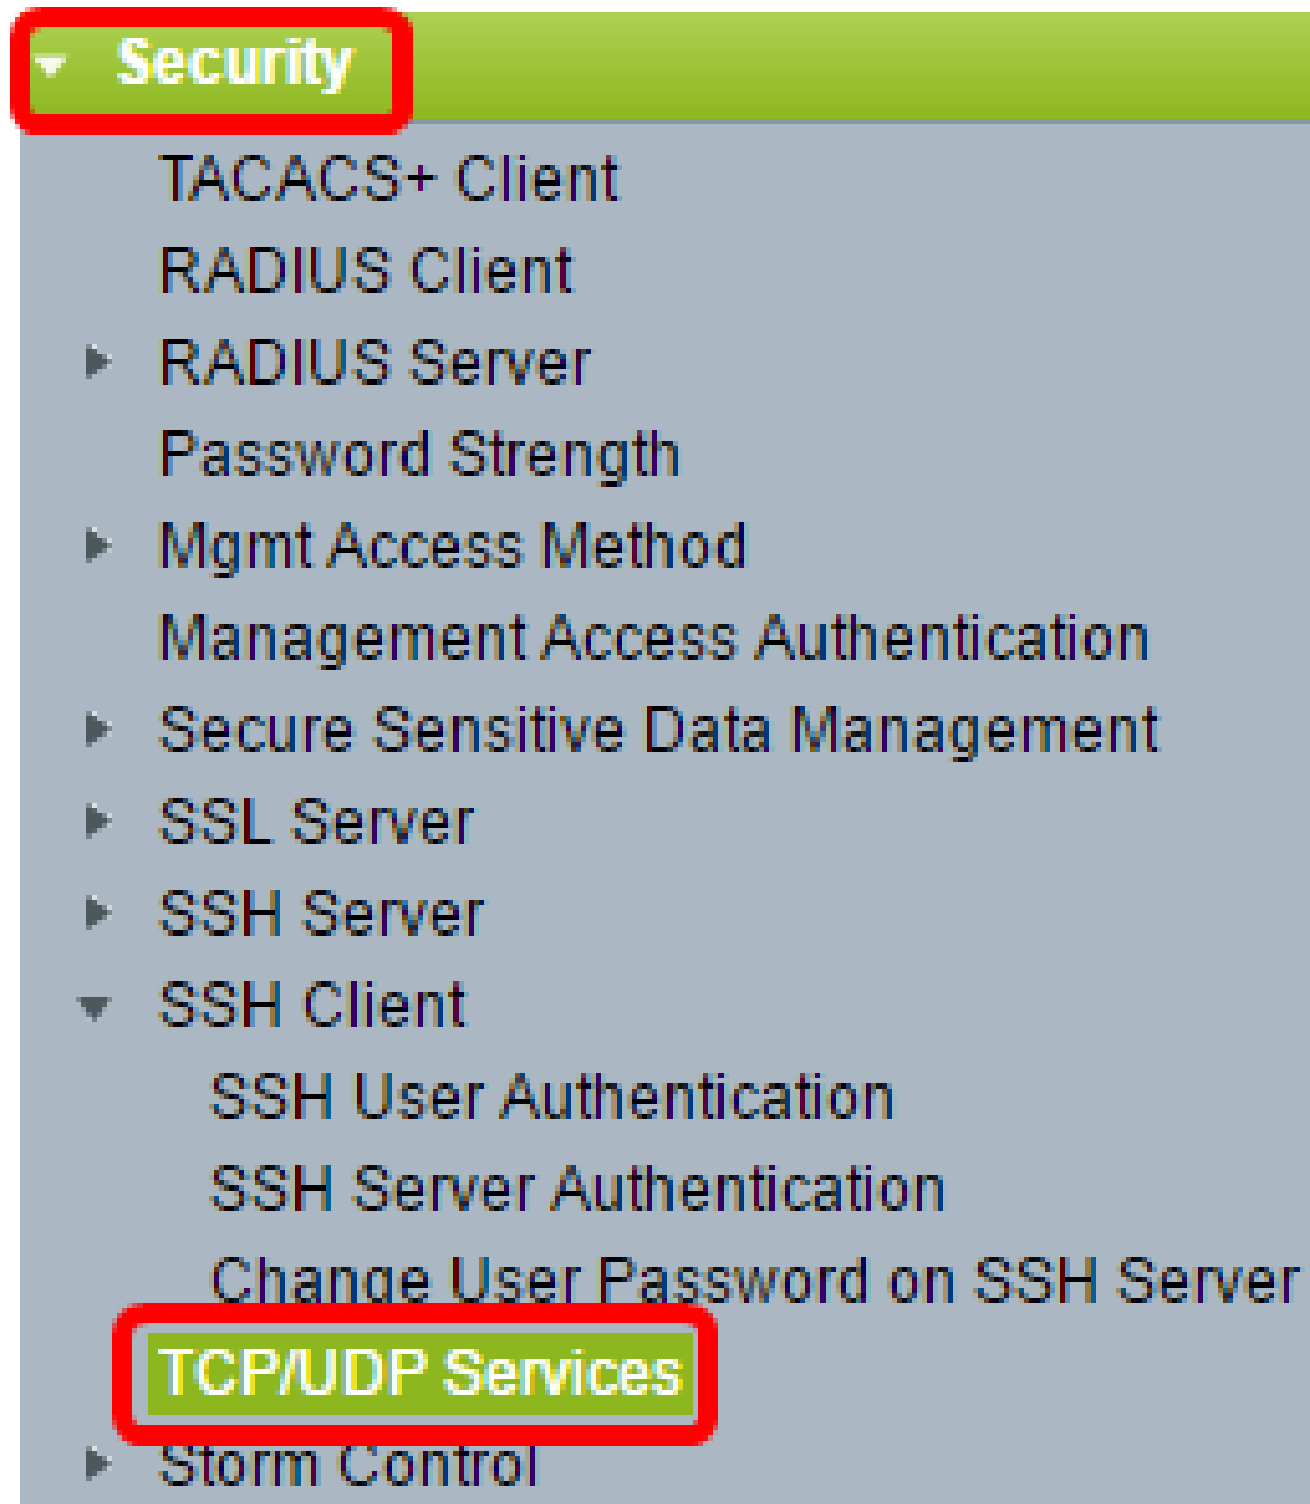 Security
TACACS+ Client
RADIUS Client
RADIUS Server
Password Strength
Mgmt Access Method
Management Access Authentication
Secure Sensitive Data Management
SSL Server
SSH Server
SSH Client
SSH User Authentication
SSH Server Authentication
Change User Password on SSH Server
TCP/UDP Services
Storm Control